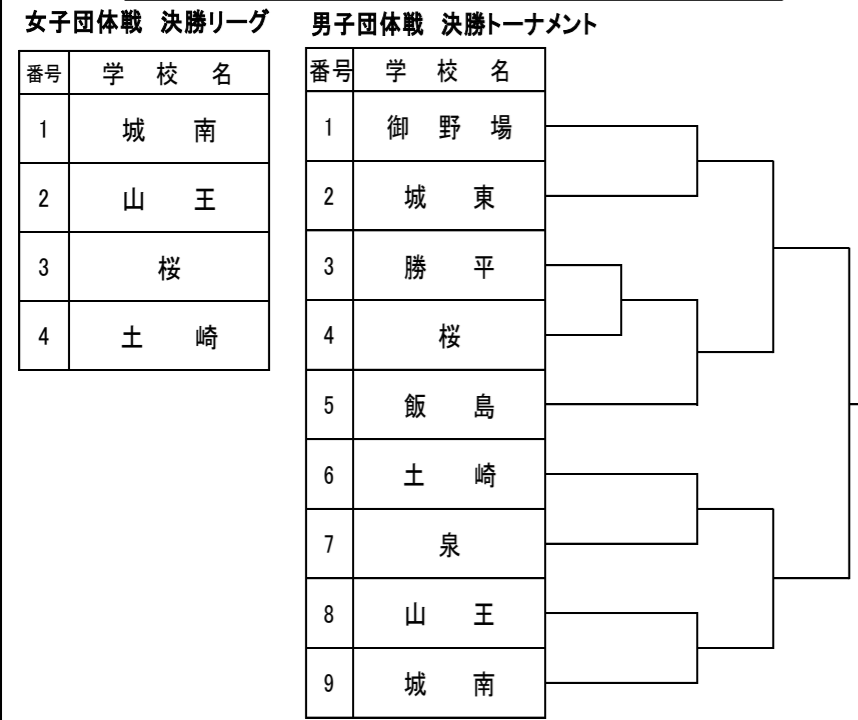 女子団体戦 決勝リーグ
番号 学校名
1 城南
2 山王
3 桜
4 土崎
男子団体戦 決勝トーナメント
番号 学校名
1 御野場
2 城東
3 勝平
4 桜
5 飯島
6 土崎
7 泉
8 山王
9 城南